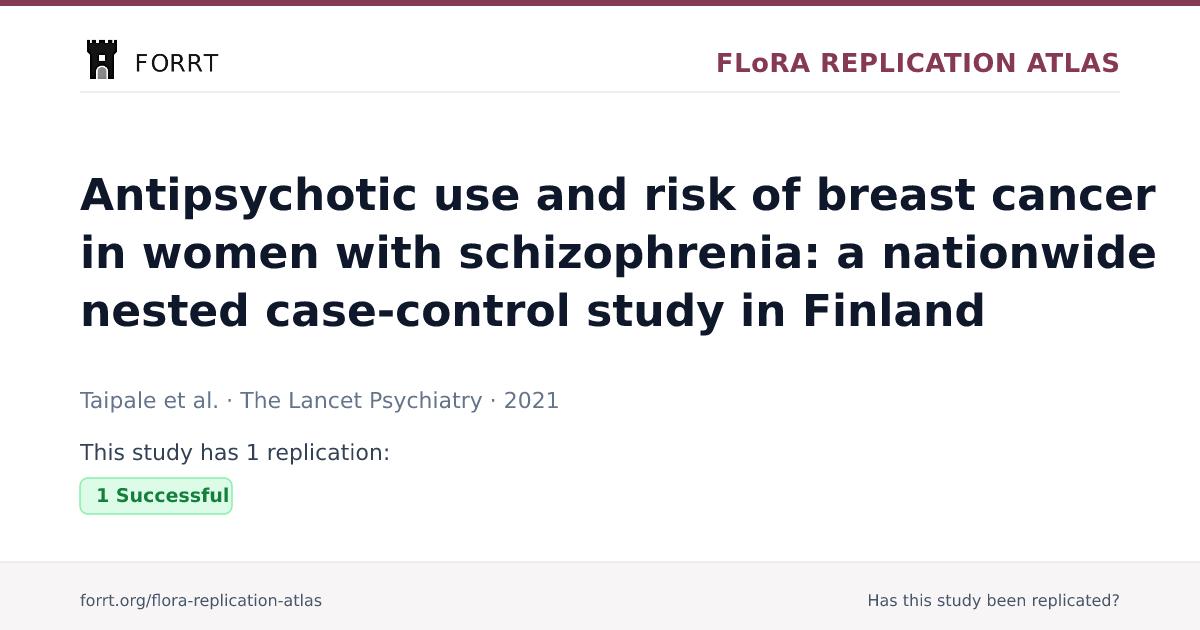 FORRT
FLoRA REPLICATION ATLAS
Antipsychotic use and risk of breast cancer
in women with schizophrenia: a nationwide
nested case-control study in Finland
Taipale et al. · The Lancet Psychiatry · 2021
This study has 1 replication:
1 Successful
forrt.org/flora-replication-atlas
Has this study been replicated?